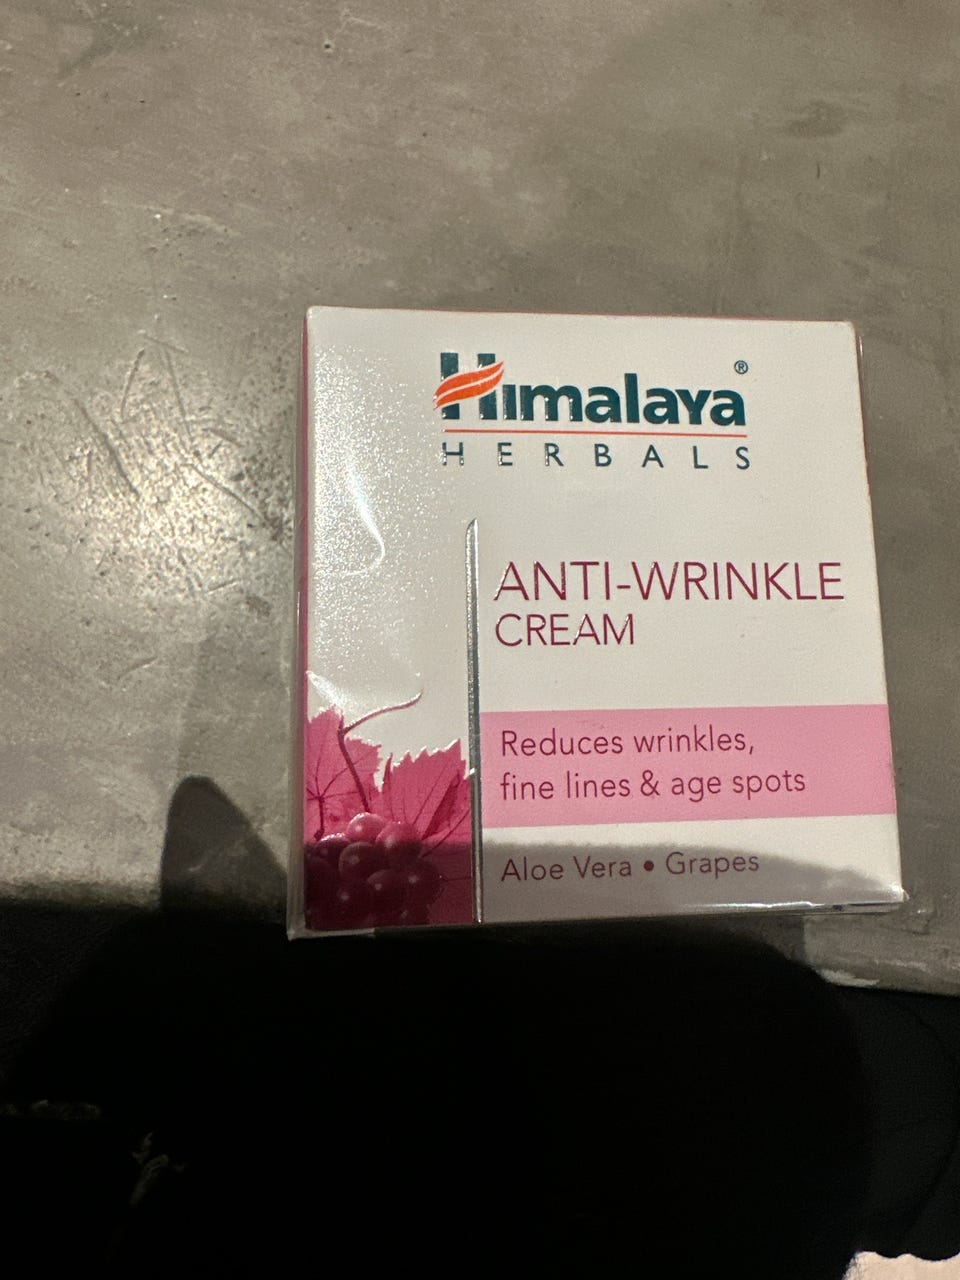 Himalaya®
HERBALS
ANTI-WRINKLE
CREAM
Reduces wrinkles,
fine lines & age spots
Aloe Vera • Grapes